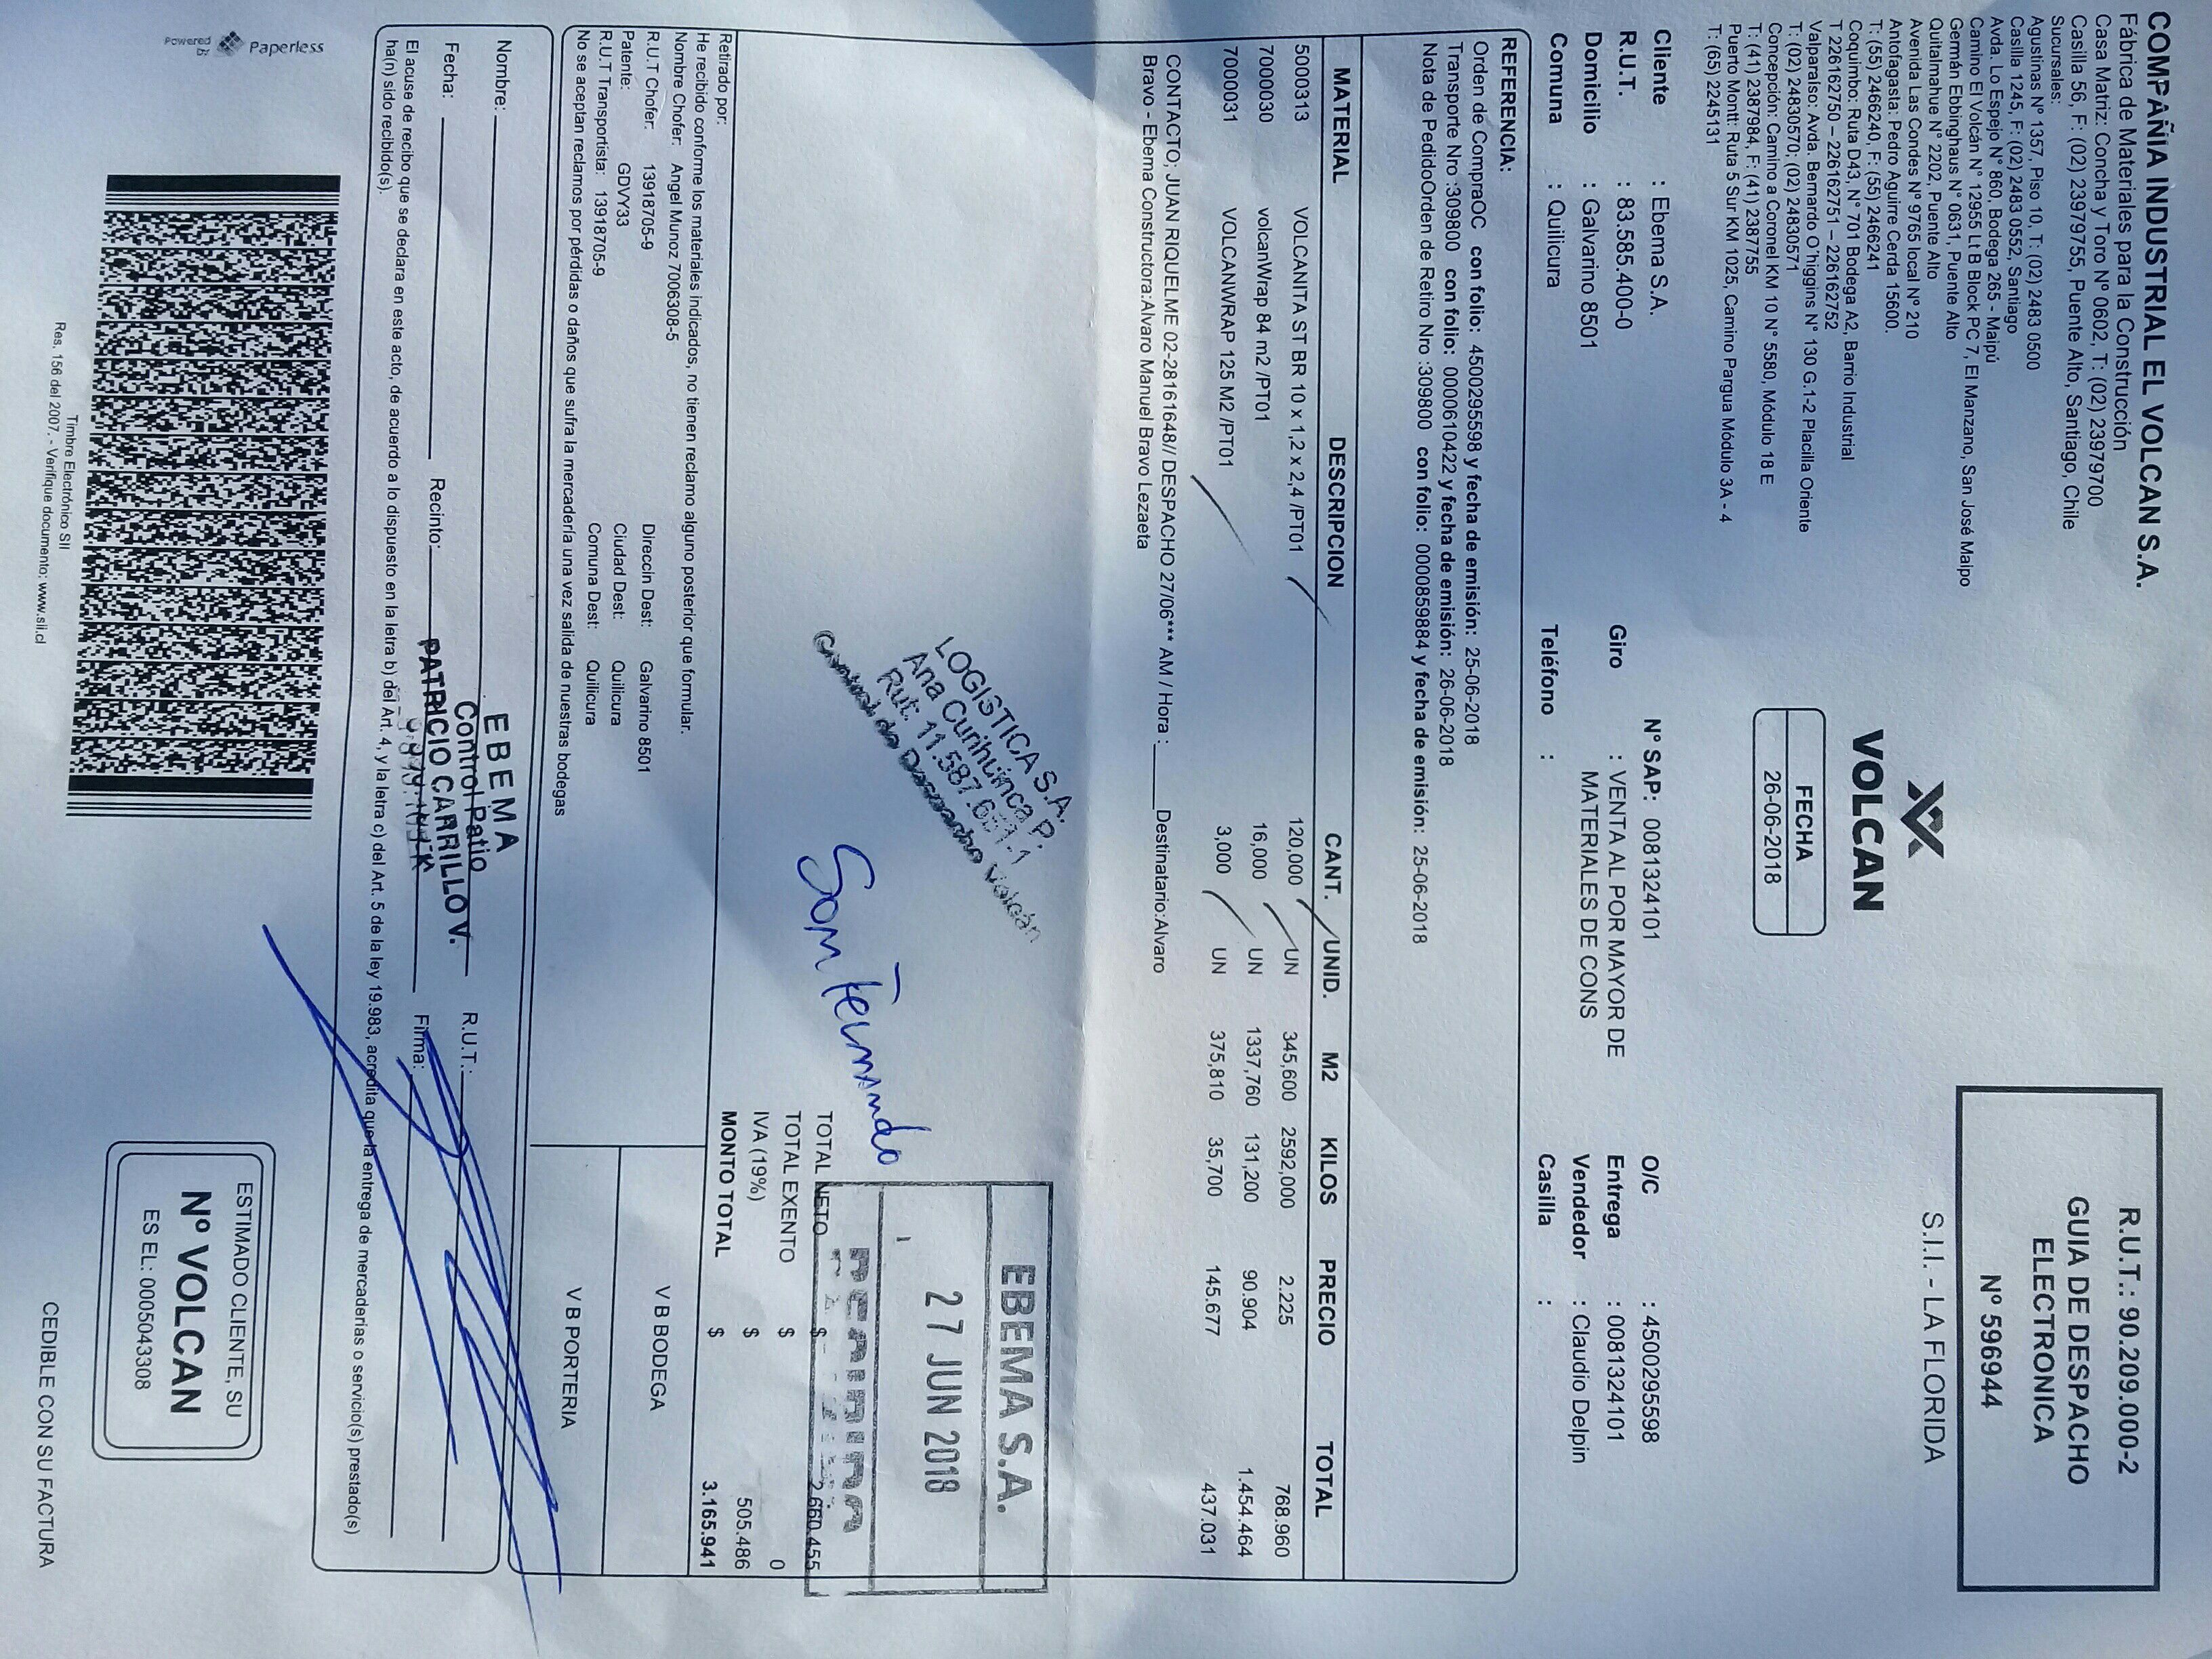 COMPAÑIA INDUSTRIAL EL VOLCAN S.A.
Fábrica de Materiales para la Construcción
Casa Matriz: Concha y Toro Nº 0602, T: (02) 23979700
Casilla 56, F: (02) 23979755, Puente Alto, Santiago, Chile
Sucursales:
Agustinas Nº 1357, Piso 10, T: (02) 2483 0500
Casilla 1245, F: (02) 2483 0552, Santiago
Avda. Lo Espejo Nº 860, Bodega 265 - Maipú
Camino El Volcán N° 12955 Lt B Block PC 7, El Manzano, San José Maipo
Germán Ebbinghaus N° 0631, Puente Alto
Quitalmahue N° 2202, Puente Alto
Avenida Las Condes Nº 9765 local Nº 210
Antofagasta: Pedro Aguirre Cerda 15600.
T: (55) 2466240, F: (55) 2466241
Coquimbo: Ruta D43, N° 701 Bodega A2, Barrio Industrial
T 226162750 – 226162751 – 226162752
Valparaíso: Avda. Bernardo O´higgins N° 130 G.1-2 Placilla Oriente
T: (02) 24830570; (02) 24830571
Concepción: Camino a Coronel KM 10 N° 5580, Módulo 18 E
T: (41) 2387984, F: (41) 2387755
Puerto Montt: Ruta 5 Sur KM 1025, Camino Pargua Módulo 3A - 4
T: (65) 2245131
VOLCAN
FECHA
26-06-2018
R.U.T.: 90.209.000-2
GUIA DE DESPACHO
ELECTRONICA
Nº 596944
S.I.I. - LA FLORIDA
Cliente : Ebema S.A. Nº SAP: 0081324101 O/C : 4500295598
R.U.T. : 83.585.400-0 Giro : VENTA AL POR MAYOR DE Entrega : 0081324101
Domicilio : Galvarino 8501 MATERIALES DE CONS Vendedor : Claudio Delpin
Comuna : Quilicura Teléfono : Casilla :
REFERENCIA:
Orden de CompraOC con folio: 4500295598 y fecha de emisión: 25-06-2018
Transporte Nro :309800 con folio: 0000610422 y fecha de emisión: 26-06-2018
Nota de PedidoOrden de Retiro Nro :309800 con folio: 0000859884 y fecha de emisión: 25-06-2018
MATERIAL DESCRIPCION CANT. UNID. M2 KILOS PRECIO TOTAL
5000313 VOLCANITA ST BR 10 x 1,2 x 2,4 /PT01 120,000 UN 345,600 2592,000 2.225 768.960
7000030 volcanWrap 84 m2 /PT01 16,000 UN 1337,760 131,200 90.904 1.454.464
7000031 VOLCANWRAP 125 M2 /PT01 3,000 UN 375,810 35,700 145.677 437.031
CONTACTO; JUAN RIQUELME 02-28161648// DESPACHO 27/06*** AM / Hora :______Destinatario:Alvaro
Bravo - Ebema Constructora:Alvaro Manuel Bravo Lezaeta
LOGISTICA S.A.
Ana Curihuinca P.
Rut: 11.587.651-1
Control de Despacho Volcán
San Fernando
EBEMA S.A.
27 JUN 2018
TOTAL NETO $ 2.660.455
TOTAL EXENTO $ 0
IVA (19%) $ 505.486
MONTO TOTAL $ 3.165.941
Retirado por:
He recibido conforme los materiales indicados, no tienen reclamo alguno posterior que formular.
Nombre Chofer: Angel Munoz 7006308-5
R.U.T Chofer: 13918705-9 Direccin Dest: Galvarino 8501
Patente: GDVY33 Ciudad Dest: Quilicura
R.U.T Transportista: 13918705-9 Comuna Dest: Quilicura
No se aceptan reclamos por pérdidas o daños que sufra la mercadería una vez salida de nuestras bodegas
V B BODEGA
V B PORTERIA
Nombre: R.U.T.:
Fecha: Recinto: Firma:
EBEMA
Control Patio
PATRICIO CARRILLO V.
El acuse de recibo que se declara en este acto, de acuerdo a lo dispuesto en la letra b) del Art. 4, y la letra c) del Art. 5 de la ley 19.983, acredita que la entrega de mercaderias o servicio(s) prestado(s)
ha(n) sido recibido(s).
Powered by Paperless
Timbre Electrónico SII
Res. 156 del 2007. - Verifique documento: www.sii.cl
ESTIMADO CLIENTE, SU
Nº VOLCAN
ES EL: 0005043308
CEDIBLE CON SU FACTURA